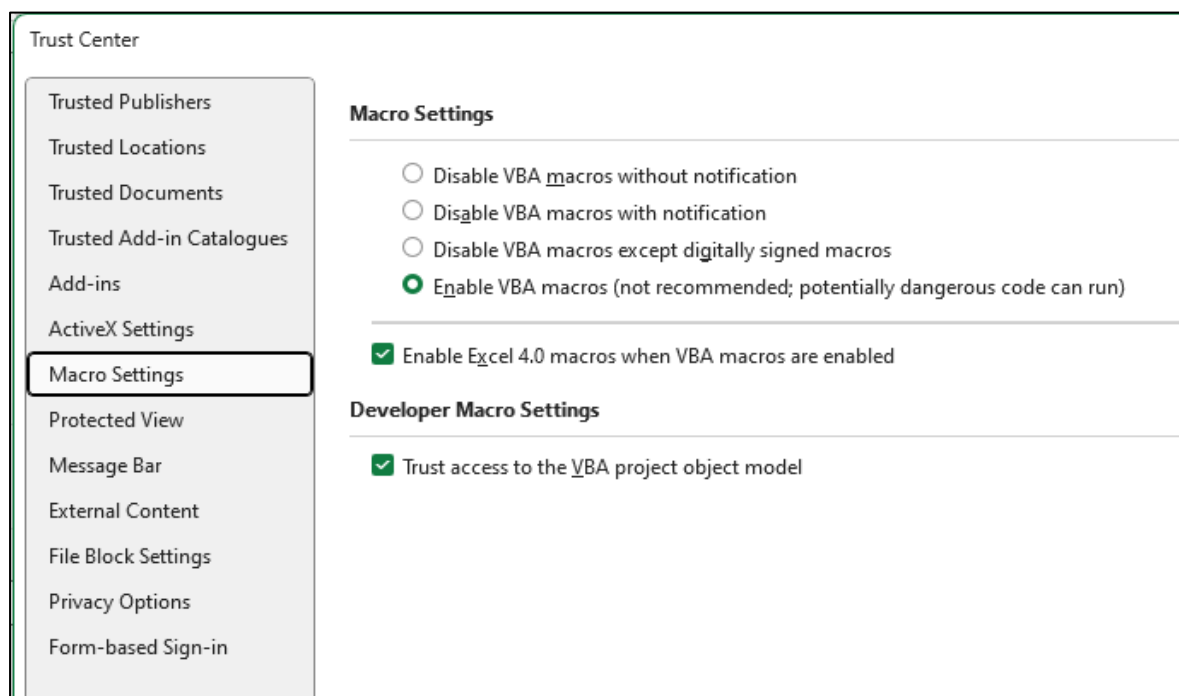 Trust Center
Trusted Publishers
Trusted Locations
Trusted Documents
Trusted Add-in Catalogues
Add-ins
ActiveX Settings
Macro Settings
Protected View
Message Bar
External Content
File Block Settings
Privacy Options
Form-based Sign-in
Macro Settings
Disable VBA macros without notification
Disable VBA macros with notification
Disable VBA macros except digitally signed macros
Enable VBA macros (not recommended; potentially dangerous code can run)
Enable Excel 4.0 macros when VBA macros are enabled
Developer Macro Settings
Trust access to the VBA project object model